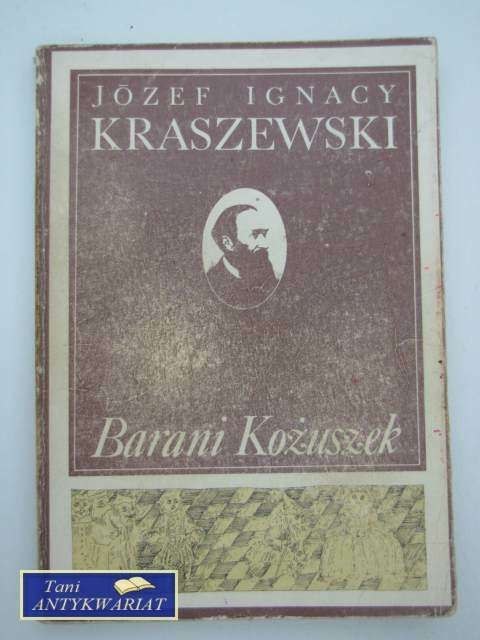 JÓZEF IGNACY
KRASZEWSKI
Barani Kożuszek
Tani
ANTYKWARIAT